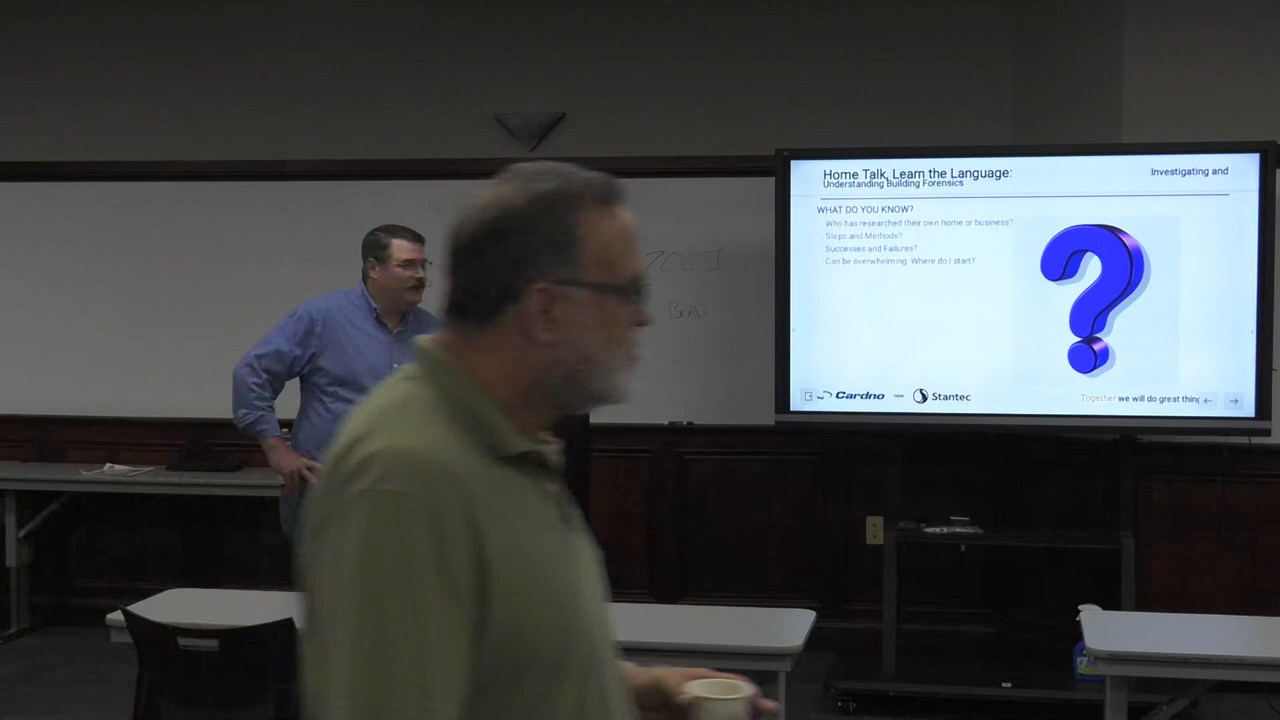 Home Talk, Learn the Language:
Investigating and
Understanding Building Forensics
WHAT DO YOU KNOW?
Who has researched their own home or business?
Steps and Methods?
Successes and Failures?
Can be overwhelming. Where do I start?
Cardno now Stantec
Together we will do great thin
BAD